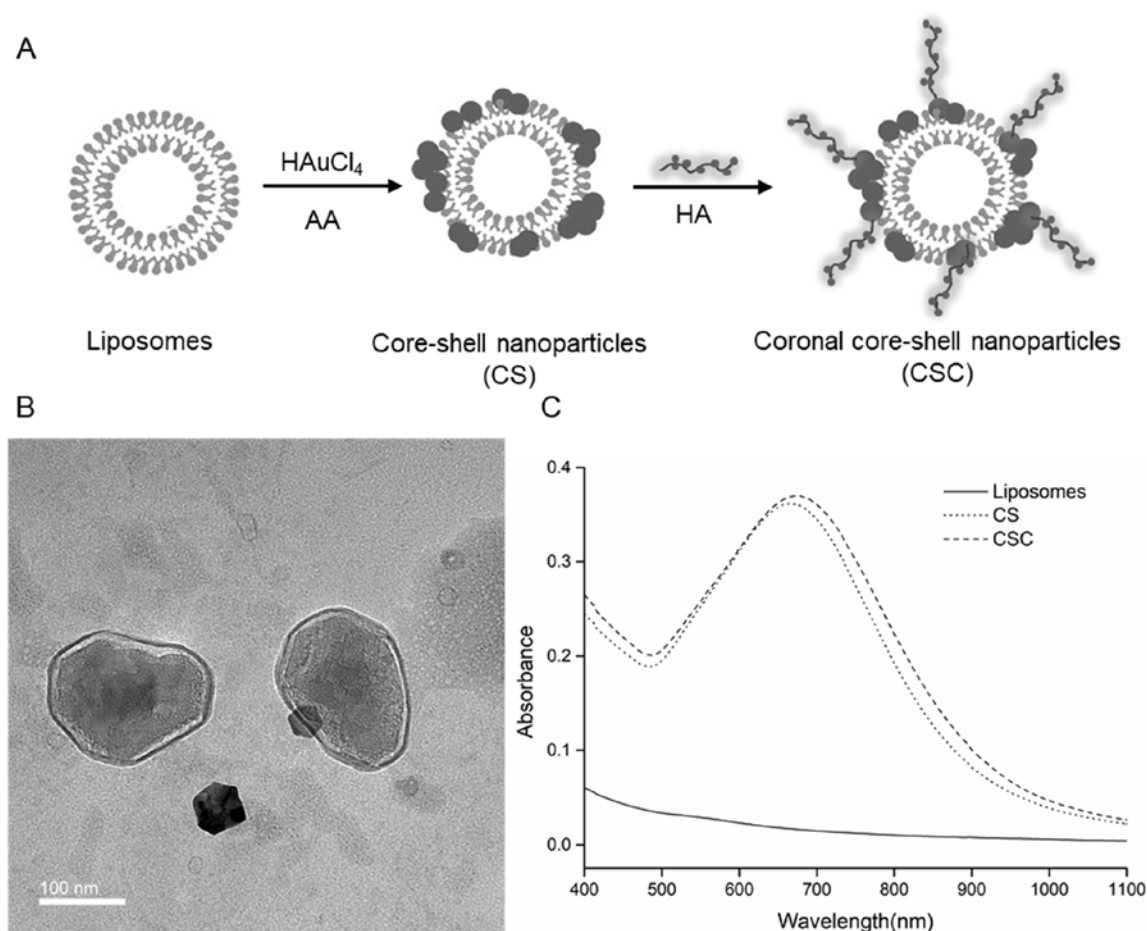 A
HAuCl₄
AA
HA
Liposomes
Core-shell nanoparticles
(CS)
Coronal core-shell nanoparticles
(CSC)
B
100 nm
C
0.4
0.3
0.2
0.1
0.0
Absorbance
Liposomes
CS
CSC
400 500 600 700 800 900 1000 1100
Wavelength(nm)